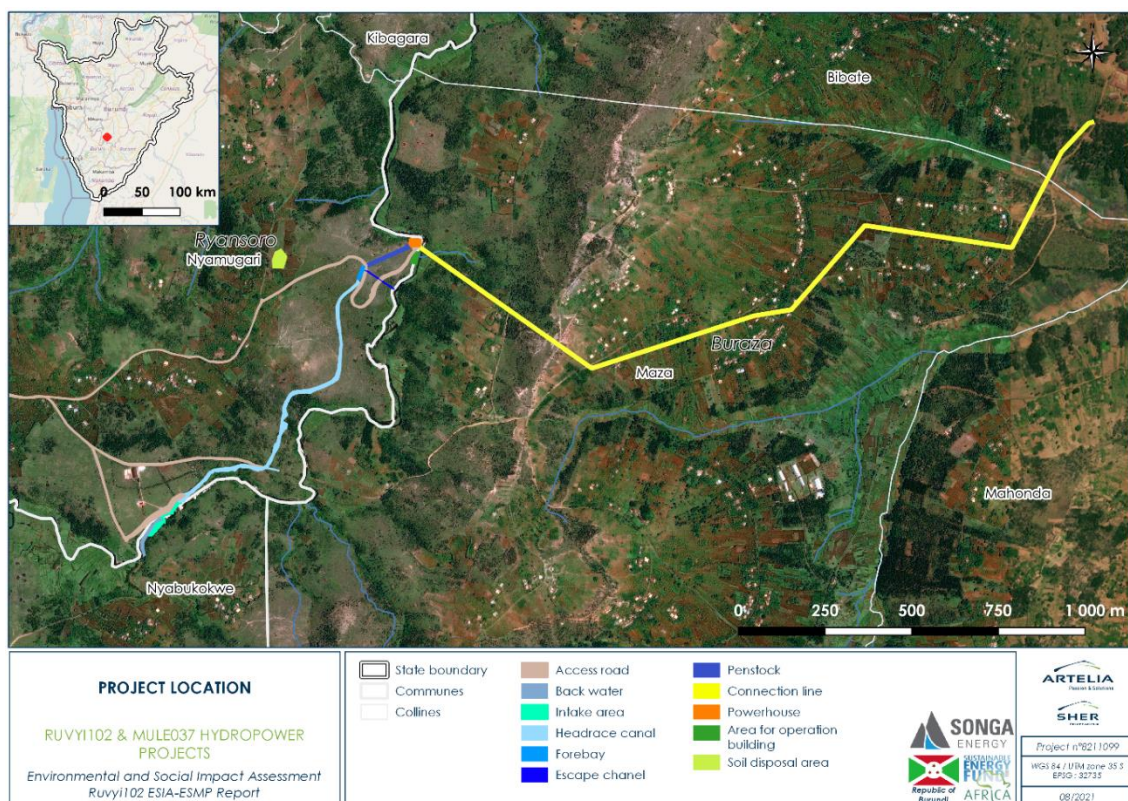 0 50 100 km
Kibagara
Bibate
Ryansoro
Nyamugari
Buraza
Maza
Mahonda
Nyabukokwe
0 250 500 750 1 000 m
PROJECT LOCATION
RUVYI102 & MULE037 HYDROPOWER
PROJECTS
Environmental and Social Impact Assessment
Ruvyi102 ESIA-ESMP Report
State boundary
Communes
Collines
Access road
Back water
Intake area
Headrace canal
Forebay
Escape chanel
Penstock
Connection line
Powerhouse
Area for operation
building
Soil disposal area
SONGA
ENERGY
Republic of
Burundi
SUSTAINABLE
ENERGY
FUND
AFRICA
ARTELIA
Passion & Solutions
SHER
Project n°8211099
WGS 84 / UTM zone 35 S
EPSG : 32735
08/2021